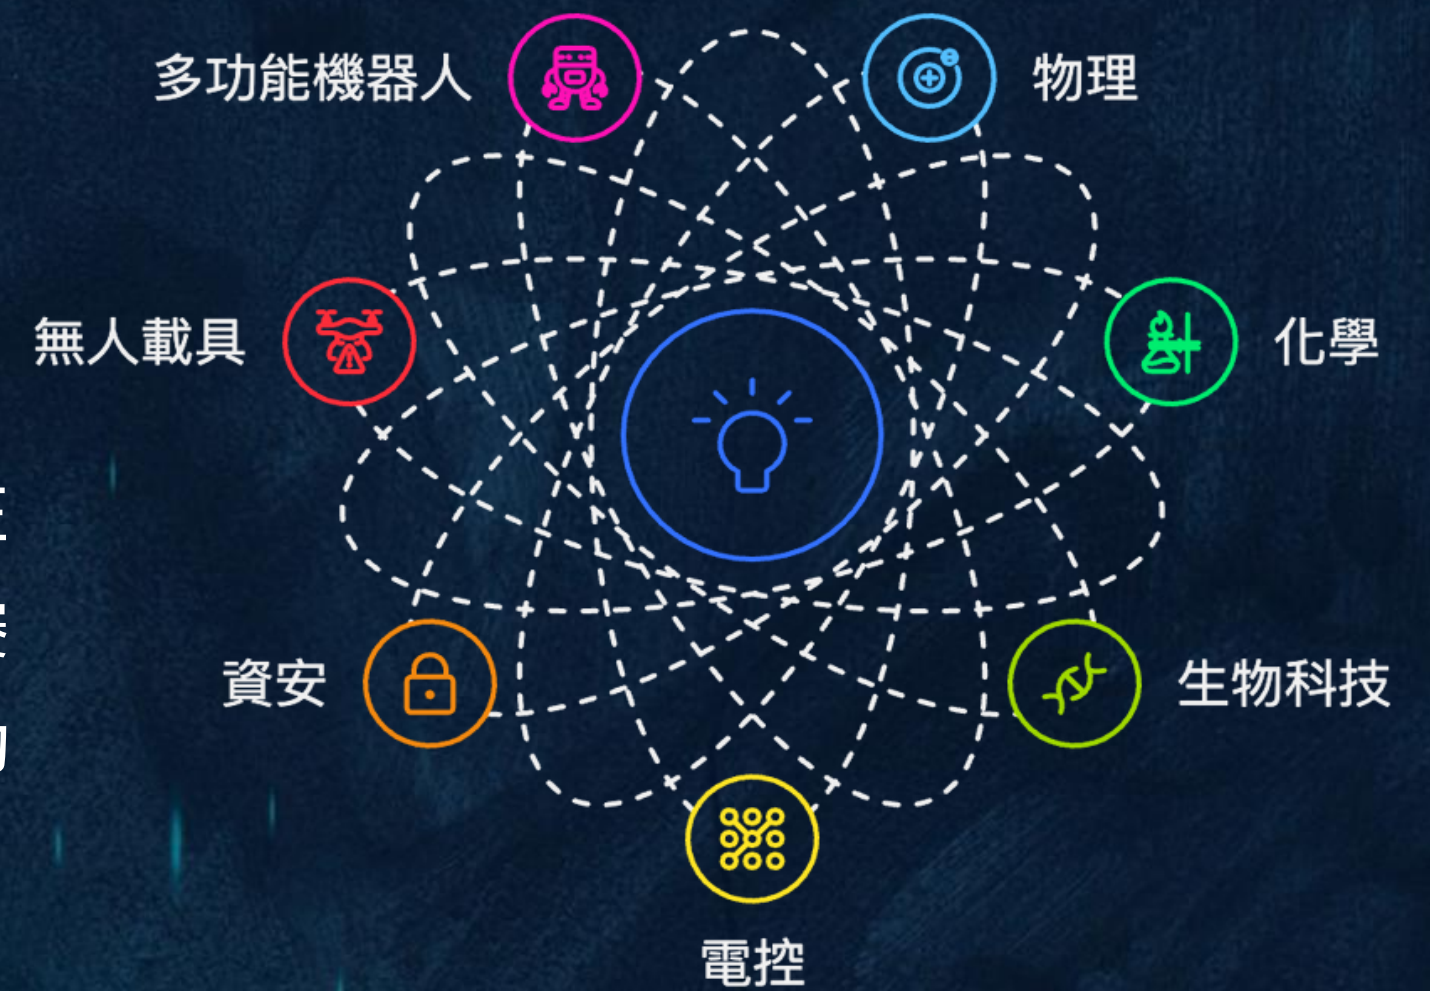 多功能機器人
物理
無人載具
化學
資安
生物科技
電控